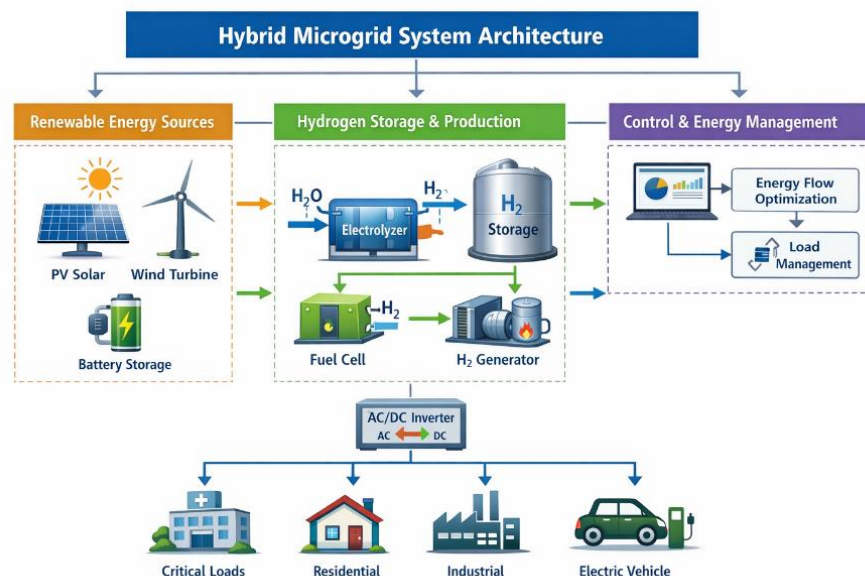 Hybrid Microgrid System Architecture
Renewable Energy Sources
Hydrogen Storage & Production
Control & Energy Management
PV Solar
Wind Turbine
Battery Storage
H₂O
Electrolyzer
H₂
H₂
Storage
Fuel Cell
H₂
H₂ Generator
Energy Flow
Optimization
Load
Management
AC/DC Inverter
AC DC
Critical Loads
Residential
Industrial
Electric Vehicle